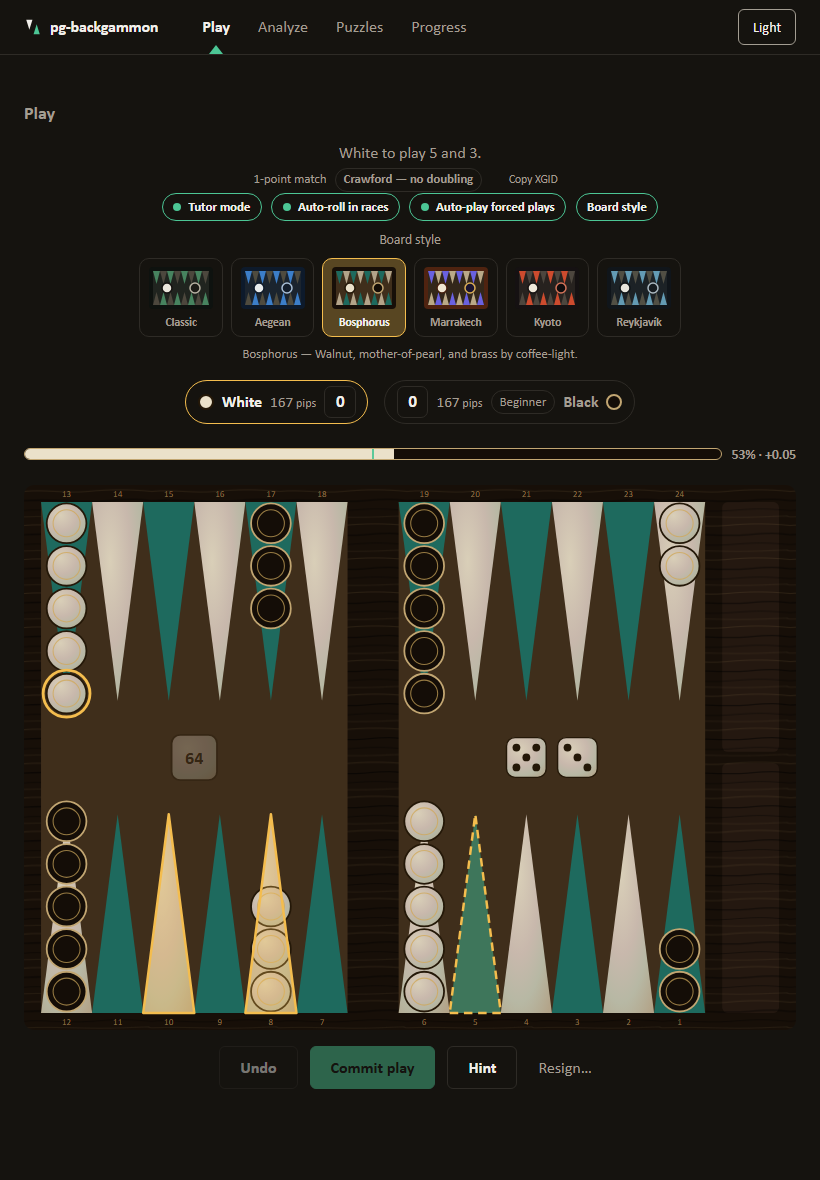 pg-backgammon Play Analyze Puzzles Progress Light
Play
White to play 5 and 3.
1-point match Crawford — no doubling Copy XGID
Tutor mode Auto-roll in races Auto-play forced plays Board style
Board style
Classic Aegean Bosphorus Marrakech Kyoto Reykjavík
Bosphorus — Walnut, mother-of-pearl, and brass by coffee-light.
White 167 pips 0 0 167 pips Beginner Black
53% · +0.05
13 14 15 16 17 18 19 20 21 22 23 24
64
12 11 10 9 8 7 6 5 4 3 2 1
Undo Commit play Hint Resign...